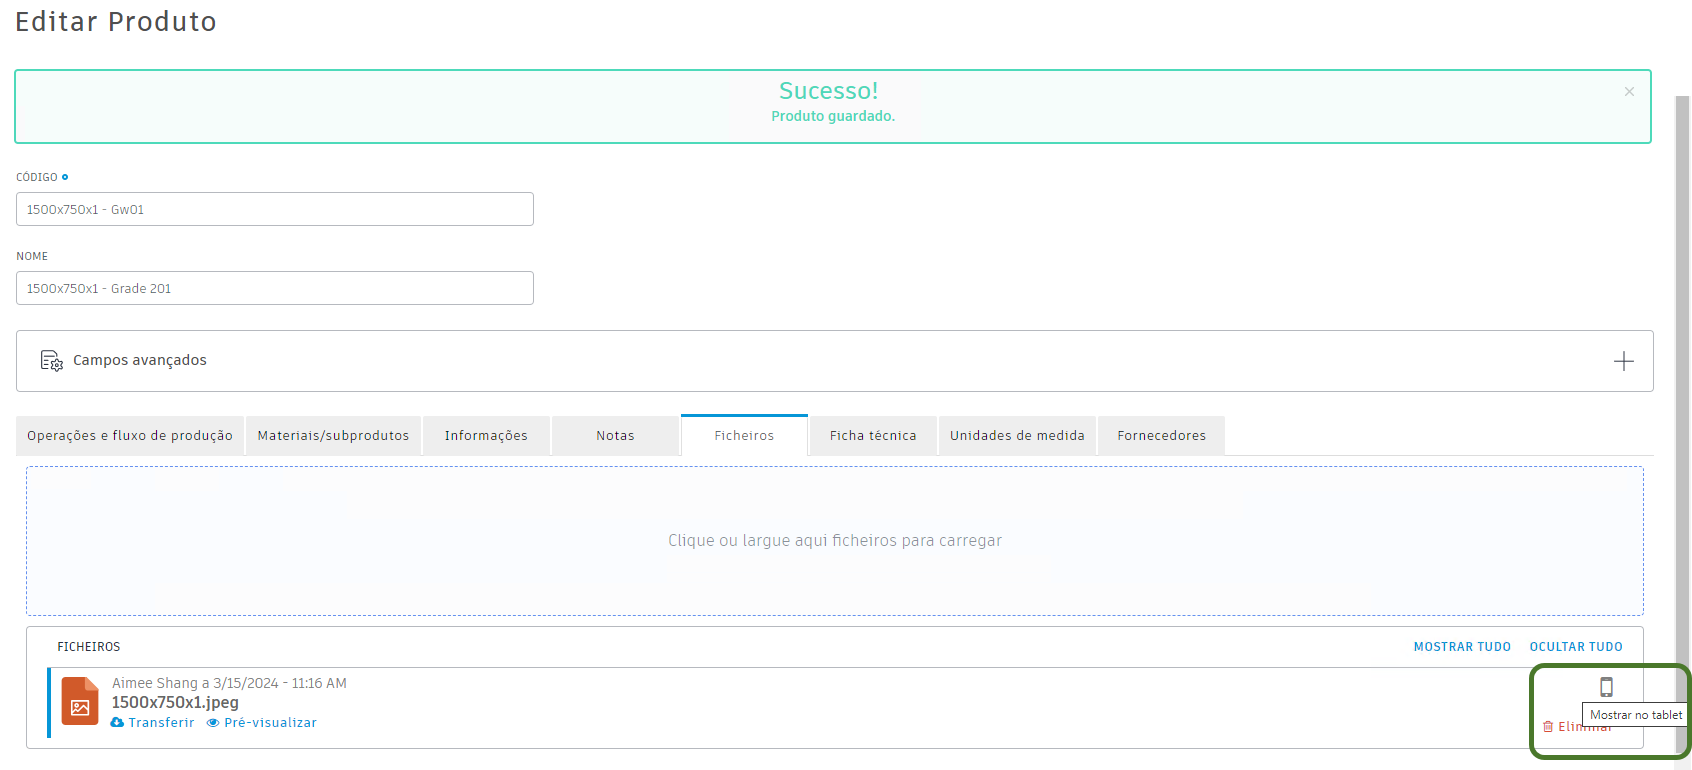 Editar Produto
Sucesso!
×
Produto guardado.
CÓDIGO
1500x750x1 - Gw01
NOME
1500x750x1 - Grade 201
Campos avançados
Operações e fluxo de produção
Materiais/subprodutos
Informações
Notas
Ficheiros
Ficha técnica
Unidades de medida
Fornecedores
Clique ou largue aqui ficheiros para carregar
FICHEIROS
MOSTRAR TUDO
OCULTAR TUDO
Aimee Shang a 3/15/2024 - 11:16 AM
1500x750x1.jpeg
Transferir
Pré-visualizar
Mostrar no tablet
Eliminar